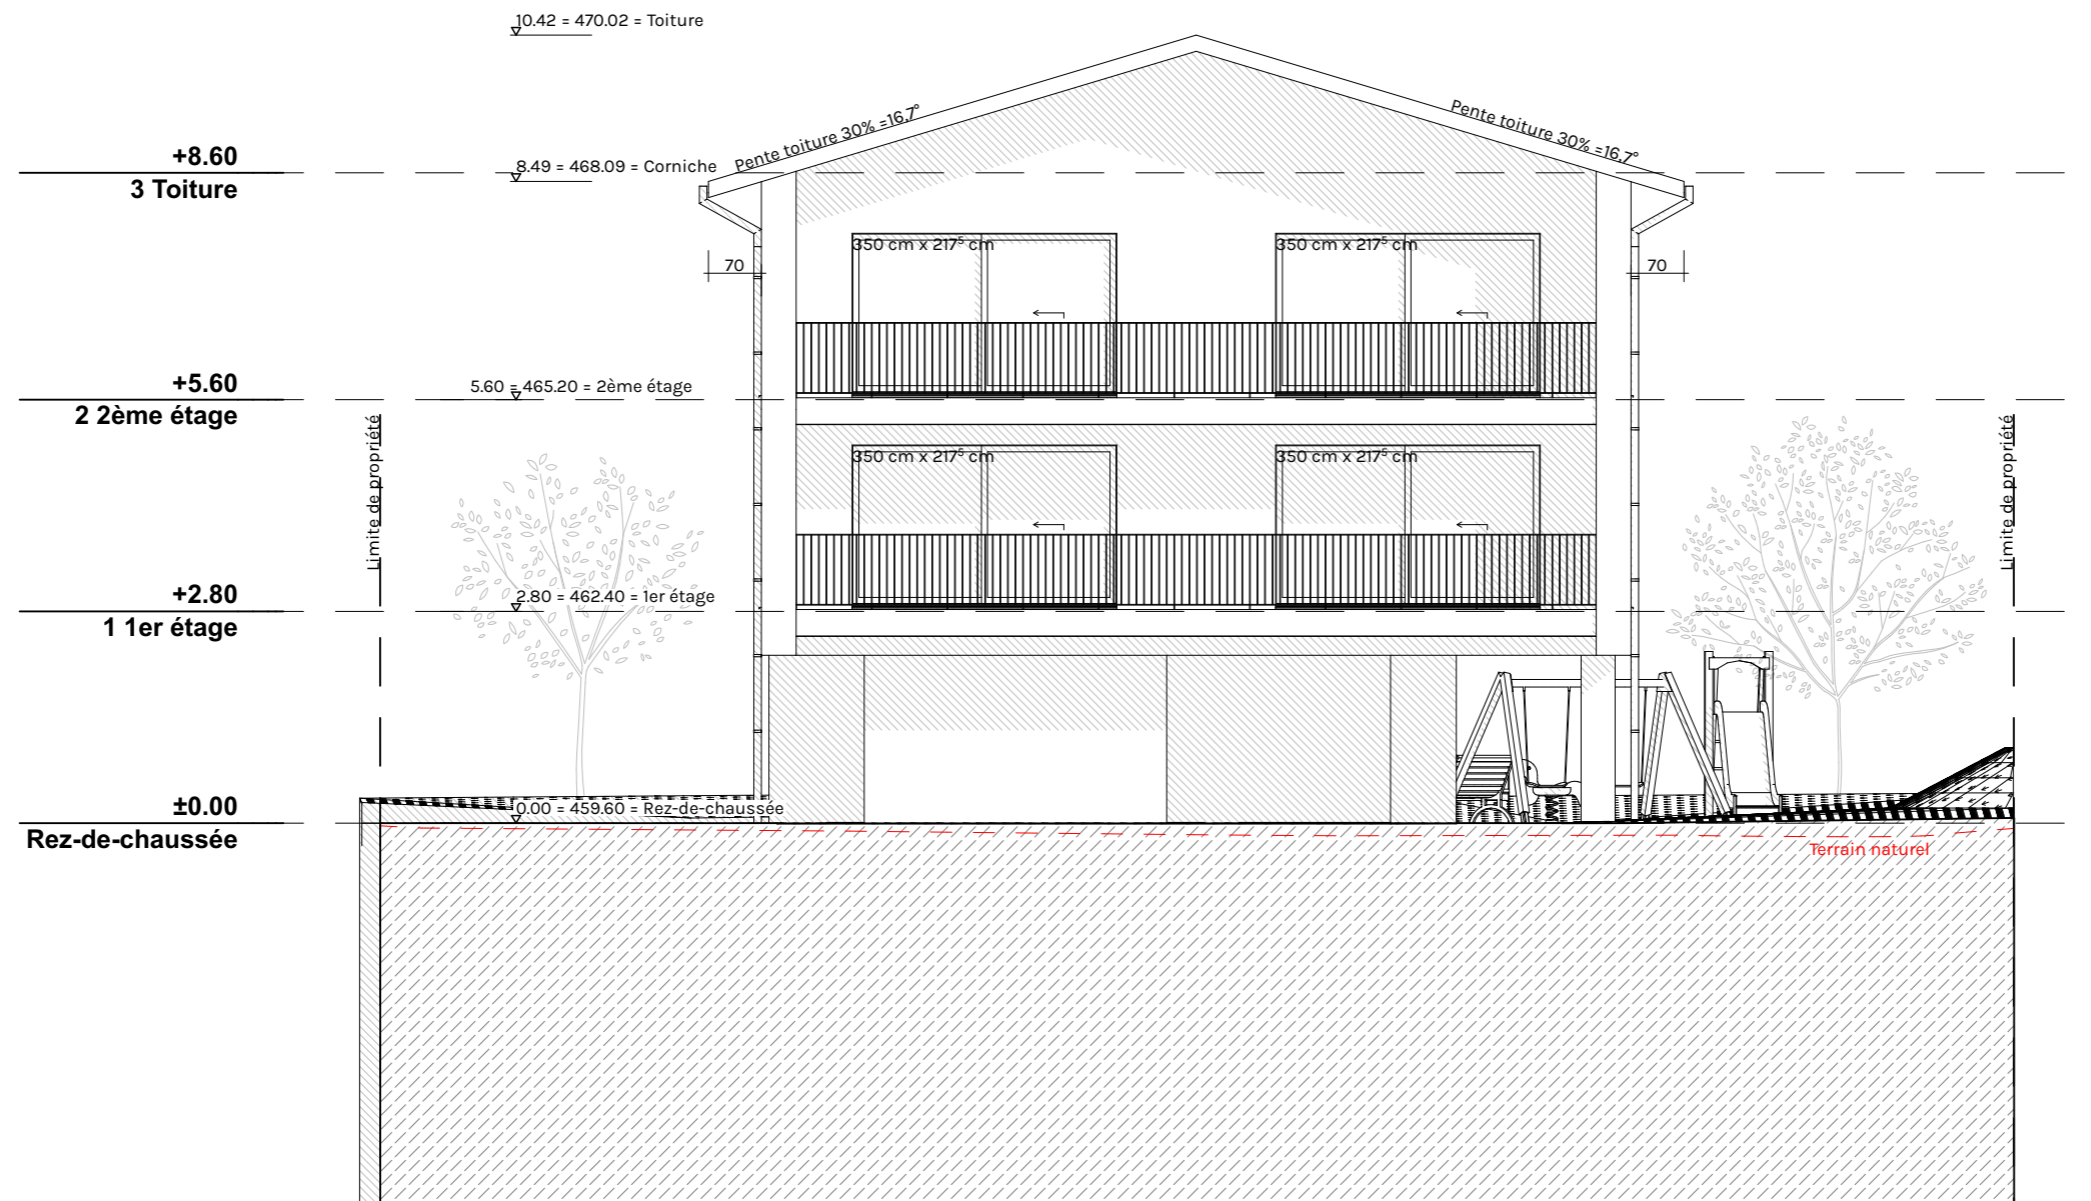 10.42 = 470.02 = Toiture
Pente toiture 30% =16,7°
Pente toiture 30% =16,7°
+8.60
3 Toiture
8.49 = 468.09 = Corniche
350 cm x 217⁵ cm
350 cm x 217⁵ cm
70
70
+5.60
2 2ème étage
5.60 = 465.20 = 2ème étage
Limite de propriété
Limite de propriété
350 cm x 217⁵ cm
350 cm x 217⁵ cm
+2.80
1 1er étage
2.80 = 462.40 = 1er étage
±0.00
Rez-de-chaussée
0.00 = 459.60 = Rez-de-chaussée
Terrain naturel